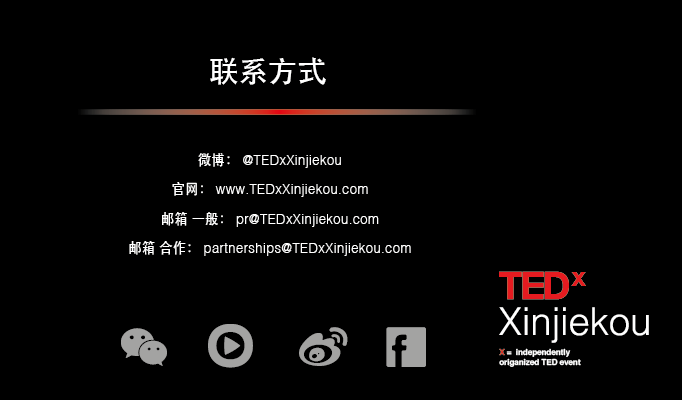 联系方式
微博： @TEDxXinjiekou
官网： www.TEDxXinjiekou.com
邮箱 一般： pr@TEDxXinjiekou.com
邮箱 合作： partnerships@TEDxXinjiekou.com
TEDx
Xinjiekou
X = independently
origanized TED event